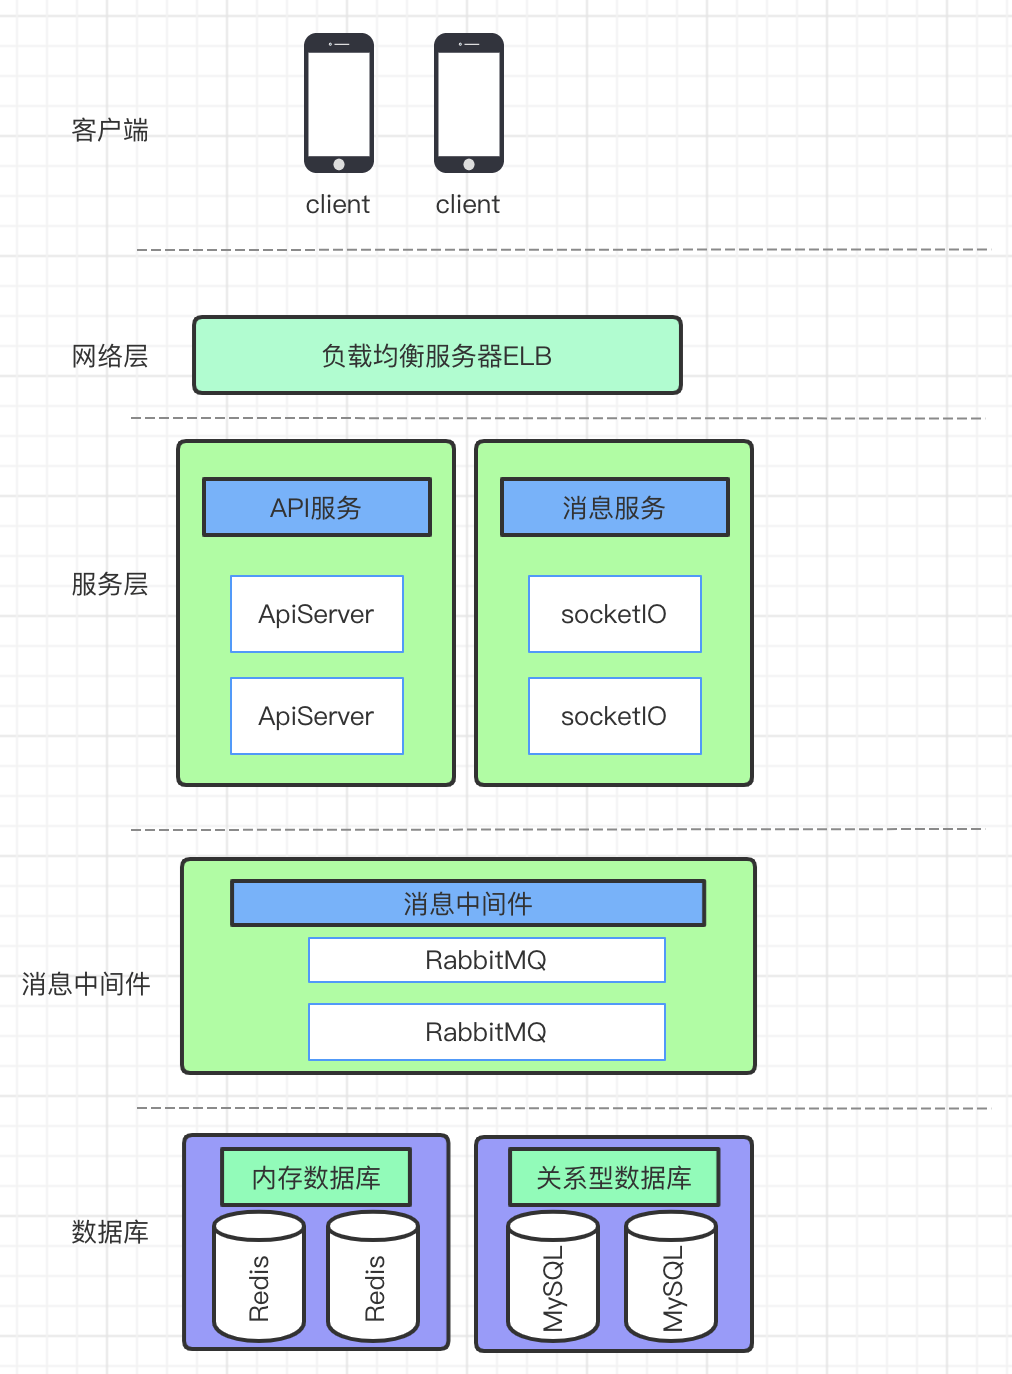 客户端
client
client
网络层
负载均衡服务器ELB
服务层
API服务
消息服务
ApiServer
socketIO
ApiServer
socketIO
消息中间件
消息中间件
RabbitMQ
RabbitMQ
数据库
内存数据库
关系型数据库
Redis
Redis
MySQL
MySQL